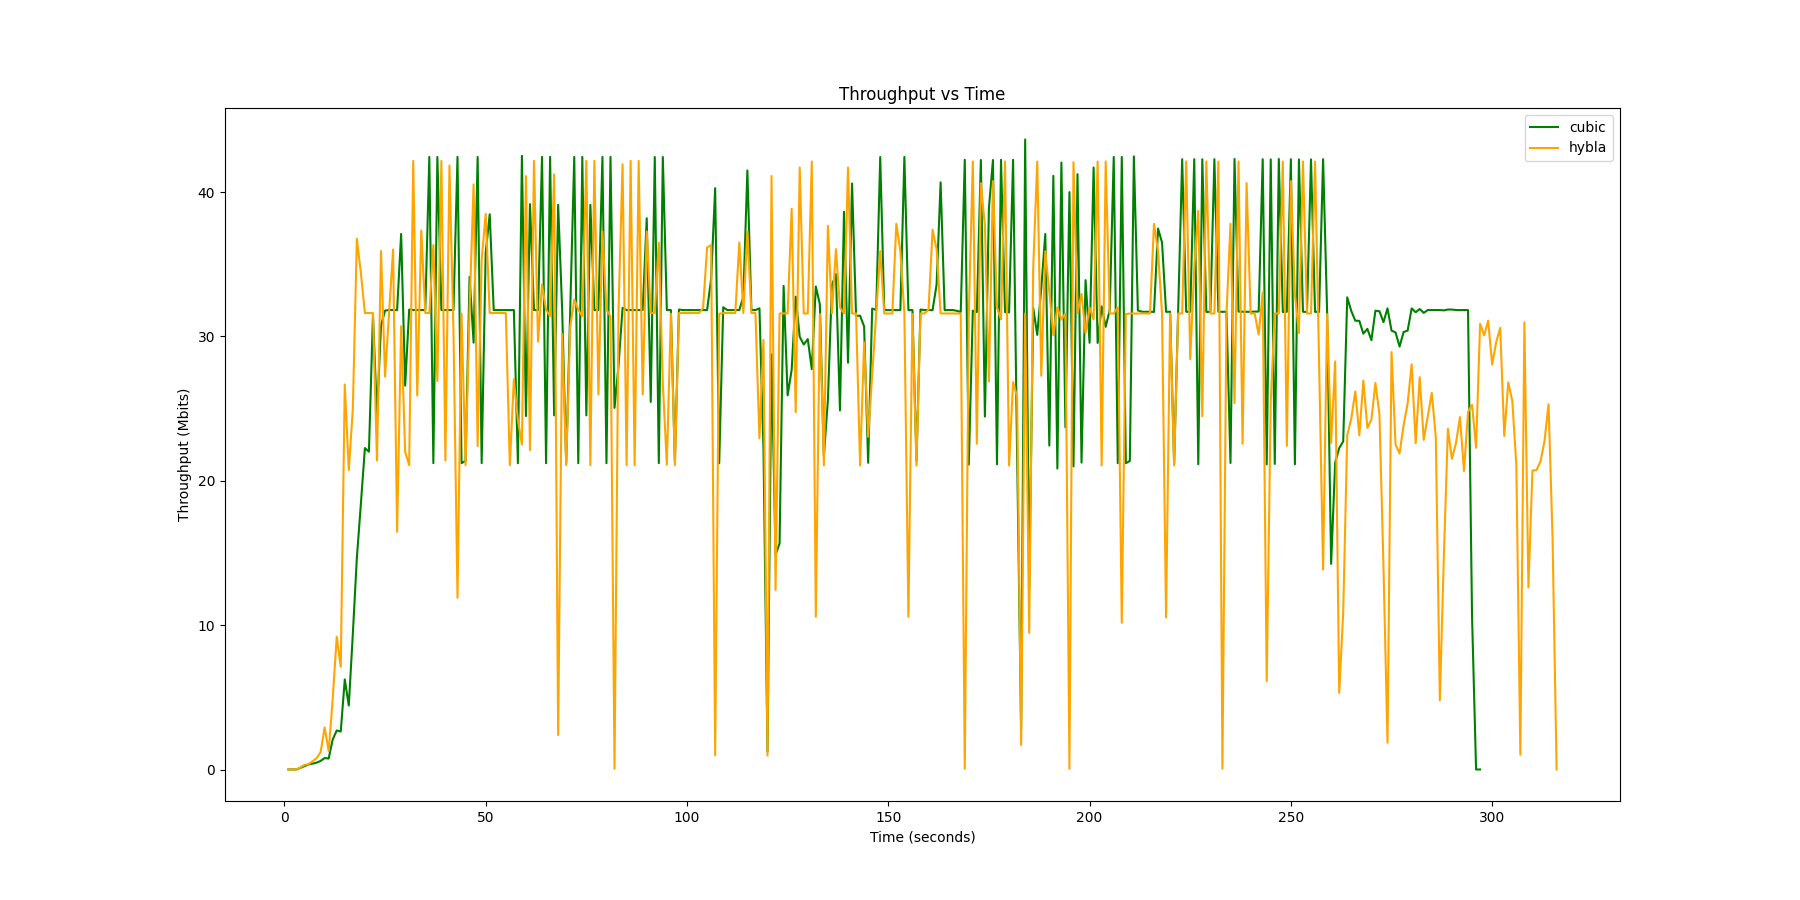 Throughput vs Time
cubic
hybla
Throughput (Mbits)
40
30
20
10
0
0 50 100 150 200 250 300
Time (seconds)